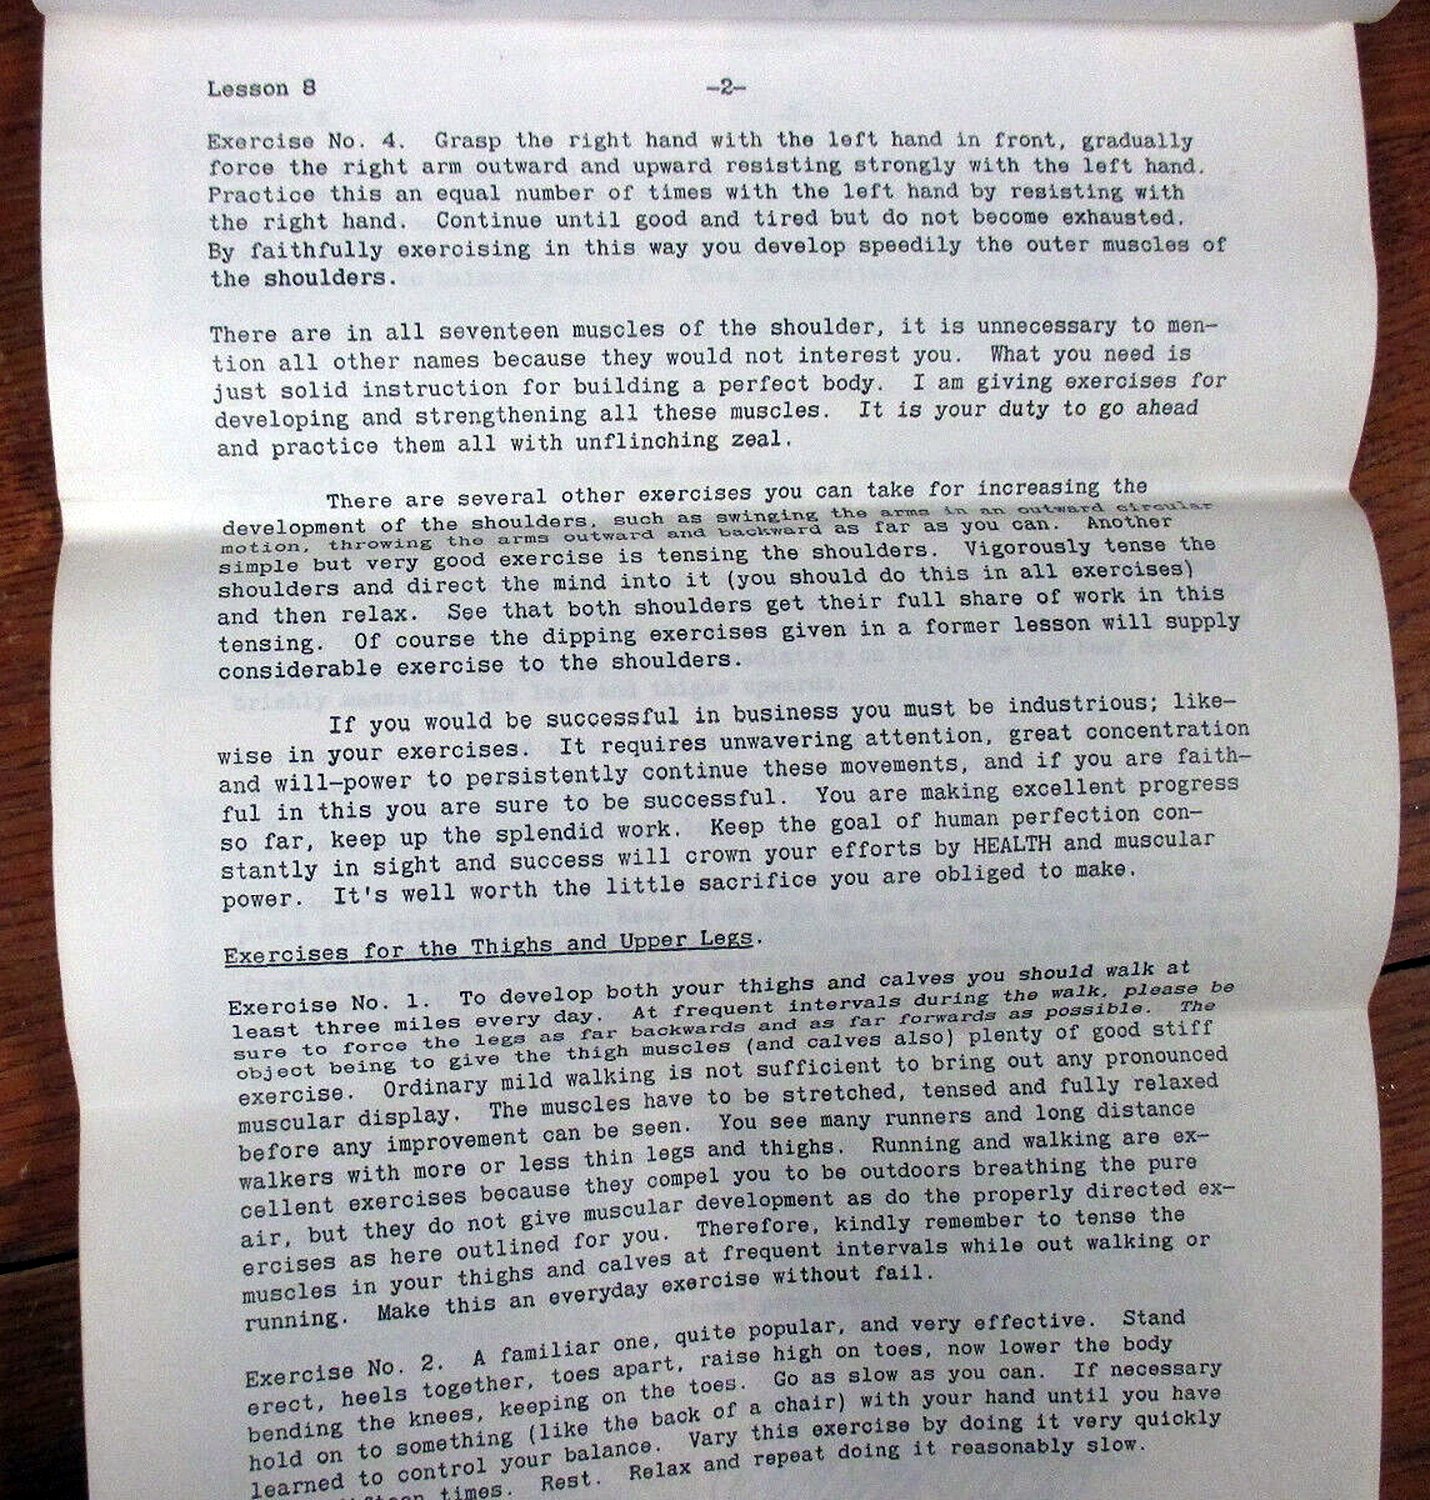 Lesson 8 -2-
Exercise No. 4. Grasp the right hand with the left hand in front, gradually
force the right arm outward and upward resisting strongly with the left hand.
Practice this an equal number of times with the left hand by resisting with
the right hand. Continue until good and tired but do not become exhausted.
By faithfully exercising in this way you develop speedily the outer muscles of
the shoulders.
There are in all seventeen muscles of the shoulder, it is unnecessary to men-
tion all other names because they would not interest you. What you need is
just solid instruction for building a perfect body. I am giving exercises for
developing and strengthening all these muscles. It is your duty to go ahead
and practice them all with unflinching zeal.
There are several other exercises you can take for increasing the
development of the shoulders, such as swinging the arms in an outward circular
motion, throwing the arms outward and backward as far as you can. Another
simple but very good exercise is tensing the shoulders. Vigorously tense the
shoulders and direct the mind into it (you should do this in all exercises)
and then relax. See that both shoulders get their full share of work in this
tensing. Of course the dipping exercises given in a former lesson will supply
considerable exercise to the shoulders.
If you would be successful in business you must be industrious; like-
wise in your exercises. It requires unwavering attention, great concentration
and will-power to persistently continue these movements, and if you are faith-
ful in this you are sure to be successful. You are making excellent progress
so far, keep up the splendid work. Keep the goal of human perfection con-
stantly in sight and success will crown your efforts by HEALTH and muscular
power. It's well worth the little sacrifice you are obliged to make.
Exercises for the Thighs and Upper Legs.
Exercise No. 1. To develop both your thighs and calves you should walk at
least three miles every day. At frequent intervals during the walk, please be
sure to force the legs as far backwards and as far forwards as possible. The
object being to give the thigh muscles (and calves also) plenty of good stiff
exercise. Ordinary mild walking is not sufficient to bring out any pronounced
muscular display. The muscles have to be stretched, tensed and fully relaxed
before any improvement can be seen. You see many runners and long distance
walkers with more or less thin legs and thighs. Running and walking are ex-
cellent exercises because they compel you to be outdoors breathing the pure
air, but they do not give muscular development as do the properly directed ex-
ercises as here outlined for you. Therefore, kindly remember to tense the
muscles in your thighs and calves at frequent intervals while out walking or
running. Make this an everyday exercise without fail.
Exercise No. 2. A familiar one, quite popular, and very effective. Stand
erect, heels together, toes apart, raise high on toes, now lower the body
bending the knees, keeping on the toes. Go as slow as you can. If necessary
hold on to something (like the back of a chair) with your hand until you have
learned to control your balance. Vary this exercise by doing it very quickly
times. Rest. Relax and repeat doing it reasonably slow.